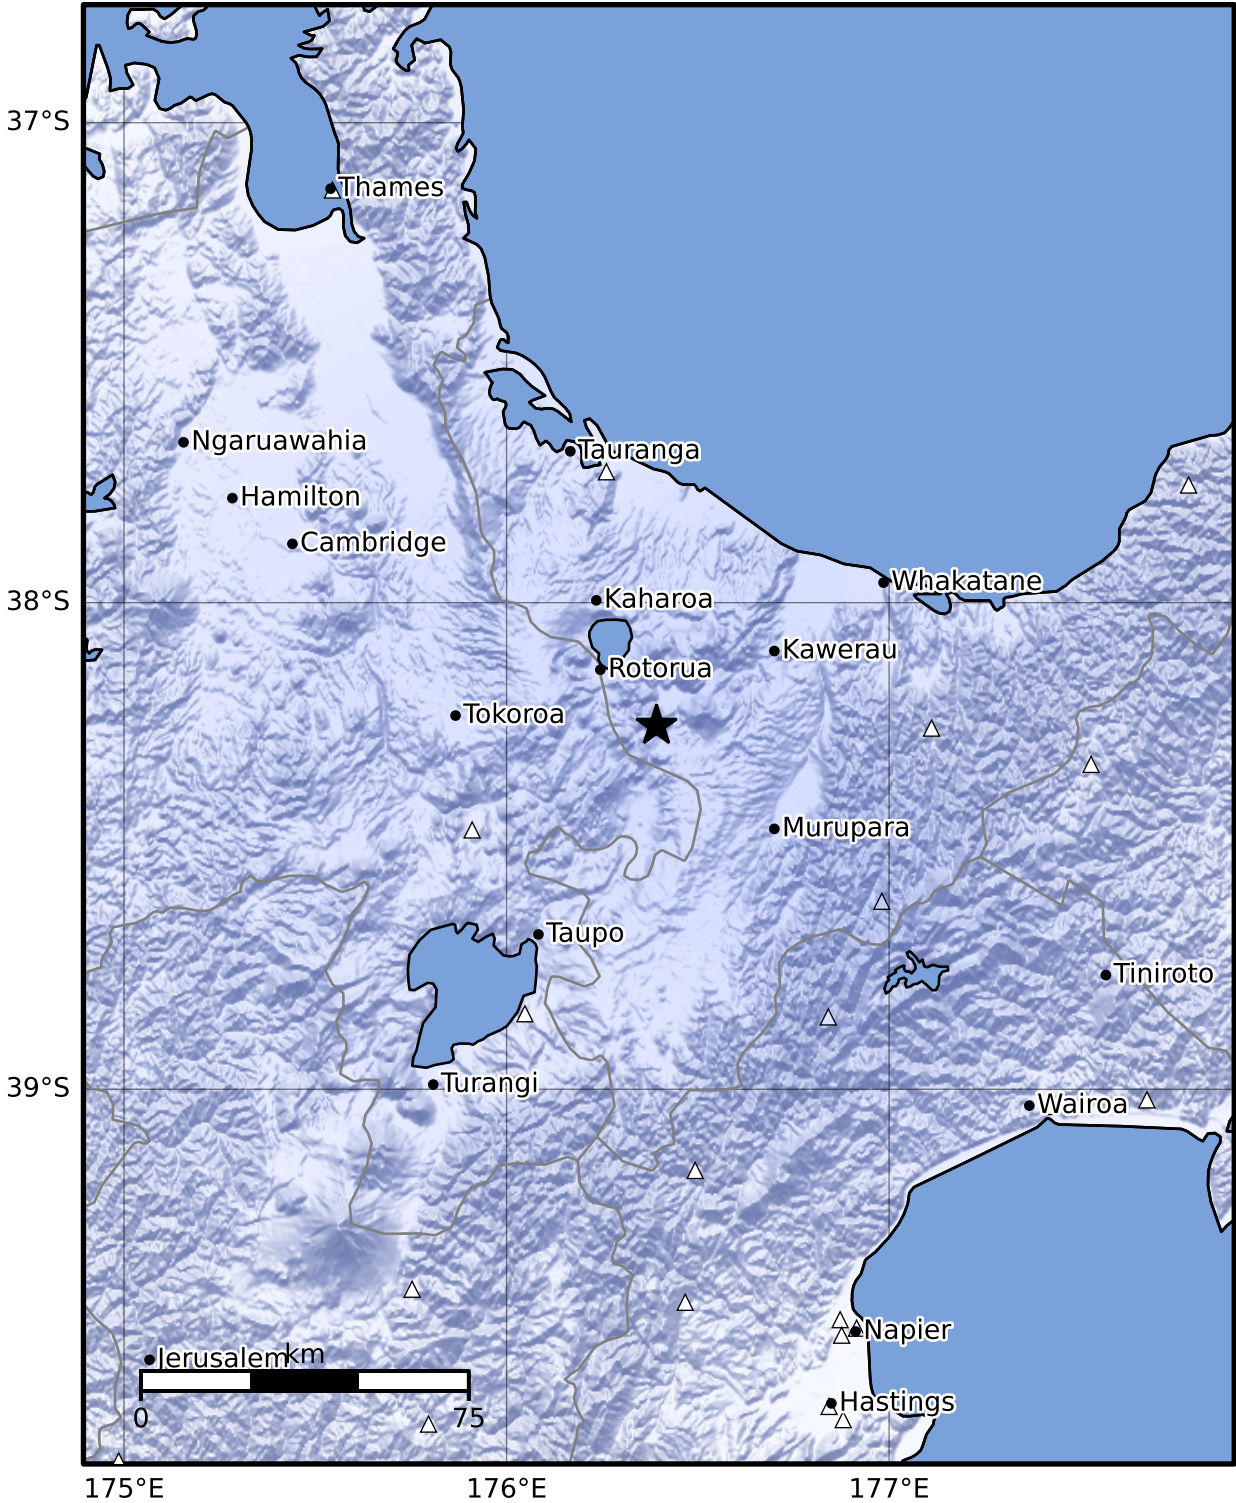 37°S
Thames
Ngaruawahia
Tauranga
Hamilton
Cambridge
Whakatane
38°S
Kaharoa
Kawerau
Rotorua
Tokoroa
Murupara
Taupo
Tiniroto
39°S
Turangi
Wairoa
Napier
Jerusalem
km
Hastings
0 75
175°E 176°E 177°E